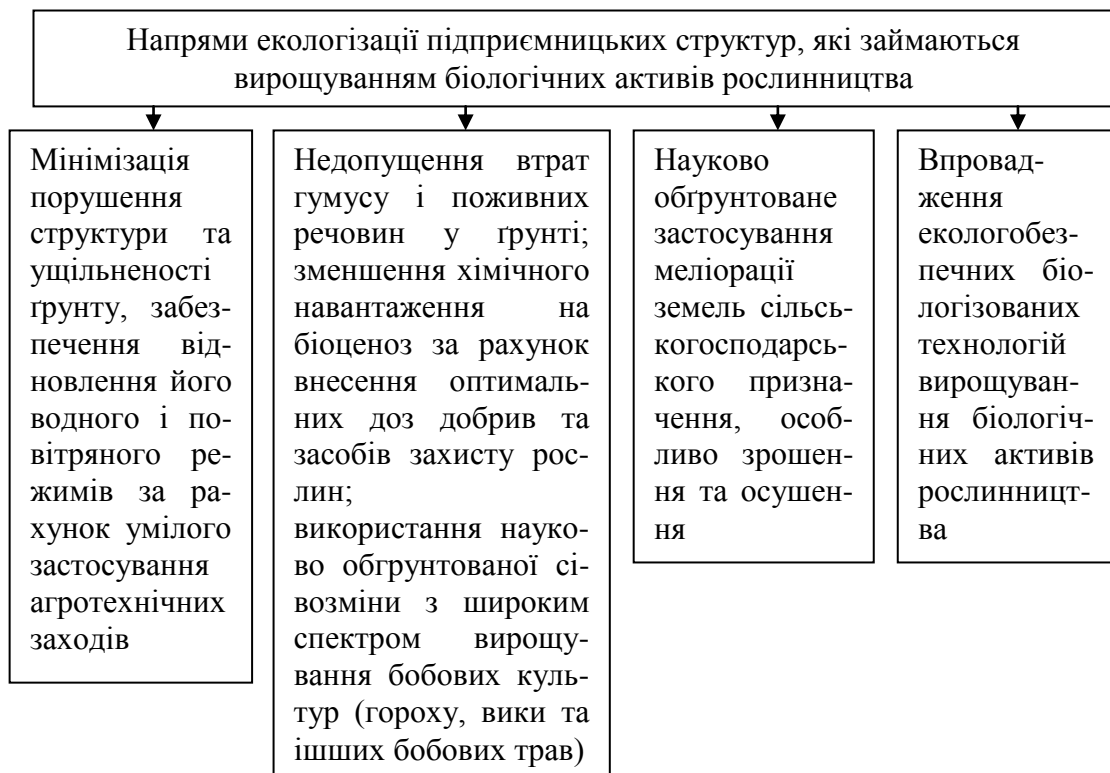 Напрями екологізації підприємницьких структур, які займаються
вирощуванням біологічних активів рослинництва
Мінімізація
порушення
структури та
ущільненості
ґрунту, забез-
печення від-
новлення його
водного і по-
вітряного ре-
жимів за ра-
хунок умілого
застосування
агротехнічних
заходів
Недопущення втрат
гумусу і поживних
речовин у ґрунті;
зменшення хімічного
навантаження на
біоценоз за рахунок
внесення оптималь-
них доз добрив та
засобів захисту рос-
лин;
використання науко-
во обгрунтованої сі-
возміни з широким
спектром вирощу-
вання бобових куль-
тур (гороху, вики та
ішших бобових трав)
Науково
обґрунтоване
застосування
меліорації
земель сільсь-
когосподарсь-
кого призна-
чення, особ-
ливо зрошен-
ня та осушен-
ня
Впровад-
ження
екологобез-
печних біо-
логізованих
технологій
вирощуван-
ня біологіч-
них активів
рослинницт-
ва